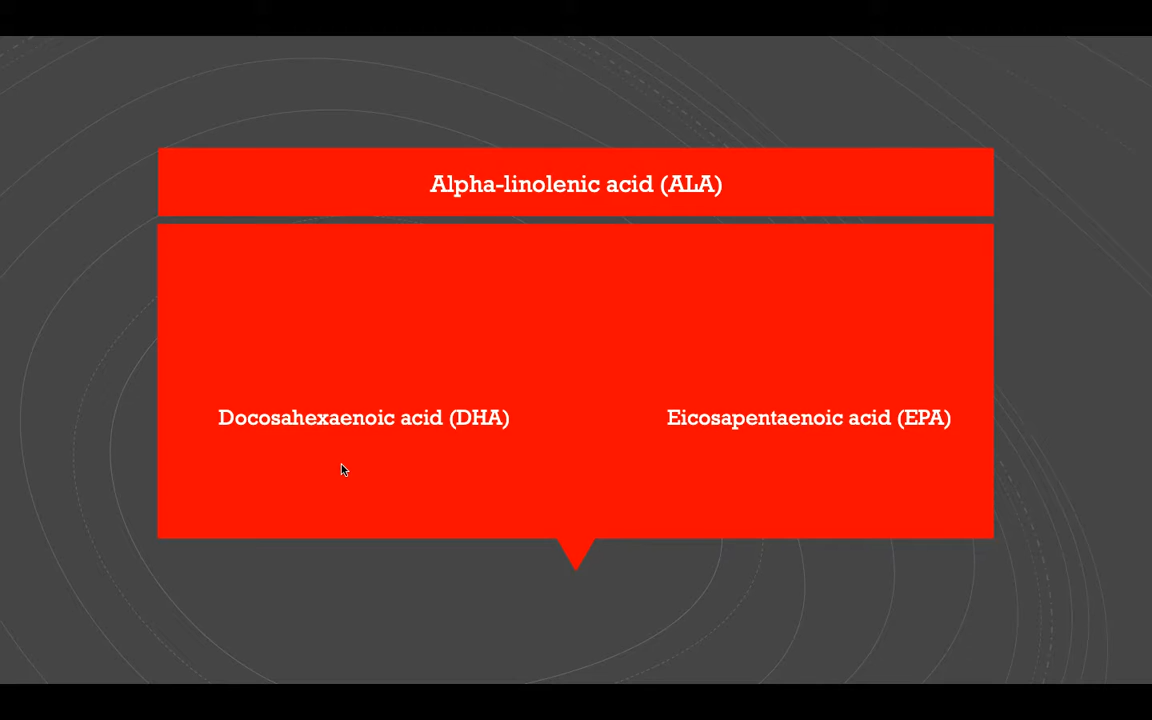 Alpha-linolenic acid (ALA)
Docosahexaenoic acid (DHA)
Eicosapentaenoic acid (EPA)